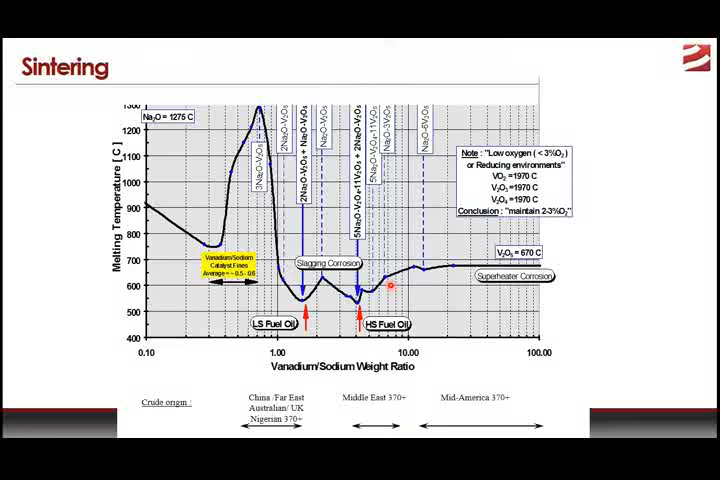 Sintering
Na₂O = 1275 C
1300
1200
1100
1000
900
800
700
600
500
400
Melting Temperature [ C ]
3Na₂O-V₂O₅
2Na₂O-V₂O₅
2Na₂O-V₂O₅ + Na₂O-V₂O₅
Na₂O-V₂O₅
5Na₂O-V₂O₄-11V₂O₅ + 2Na₂O-V₂O₅
5Na₂O-V₂O₄-11V₂O₅
Na₂O-3V₂O₅
Na₂O-6V₂O₅
Note : "Low oxygen ( < 3%O₂ )
or Reducing environments"
VO₂ =1970 C
V₂O₃ =1970 C
V₂O₄ =1970 C
Conclusion : "maintain 2-3%O₂"
V₂O₅ = 670 C
Vanadium/Sodium
Catalyst Fines
Average = ~ 0.5 - 0.6
Slagging Corrosion
Superheater Corrosion
LS Fuel Oil
HS Fuel Oil
0.10
1.00
10.00
100.00
Vanadium/Sodium Weight Ratio
Crude origin :
China /Far East
Australian/ UK
Nigerian 370+
Middle East 370+
Mid-America 370+